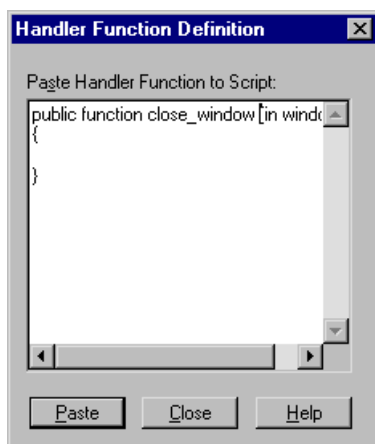 Handler Function Definition
Paste Handler Function to Script:
public function close_window [in windo
{
}
Paste Close Help